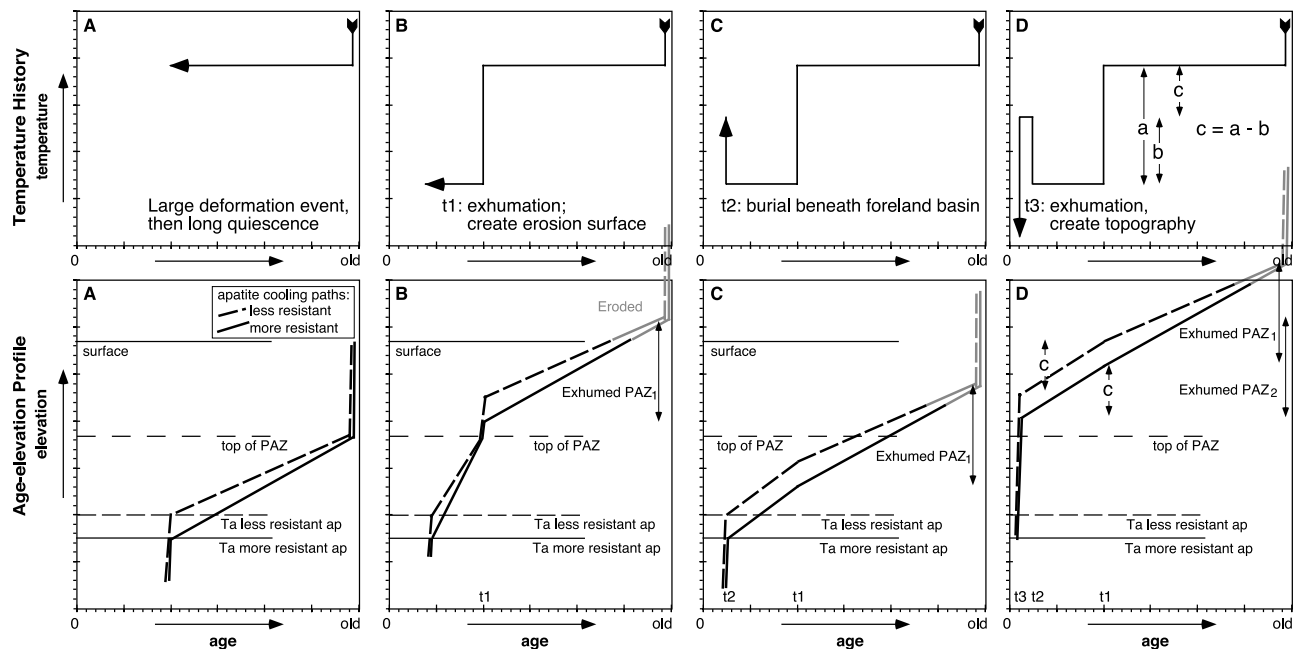 Temperature History
temperature
A
Large deformation event,
then long quiescence
0
old
B
t1: exhumation;
create erosion surface
0
old
C
t2: burial beneath foreland basin
0
old
D
a
b
c
c = a - b
t3: exhumation,
create topography
0
old
Age-elevation Profile
elevation
A
apatite cooling paths:
less resistant
more resistant
surface
top of PAZ
Ta less resistant ap
Ta more resistant ap
0
old
age
B
Eroded
surface
Exhumed PAZ1
top of PAZ
Ta less resistant ap
Ta more resistant ap
t1
0
old
age
C
surface
top of PAZ
Exhumed PAZ1
Ta less resistant ap
Ta more resistant ap
t2
t1
0
old
age
D
Exhumed PAZ1
c
c
Exhumed PAZ2
top of PAZ
Ta less resistant ap
Ta more resistant ap
t3 t2
t1
0
old
age